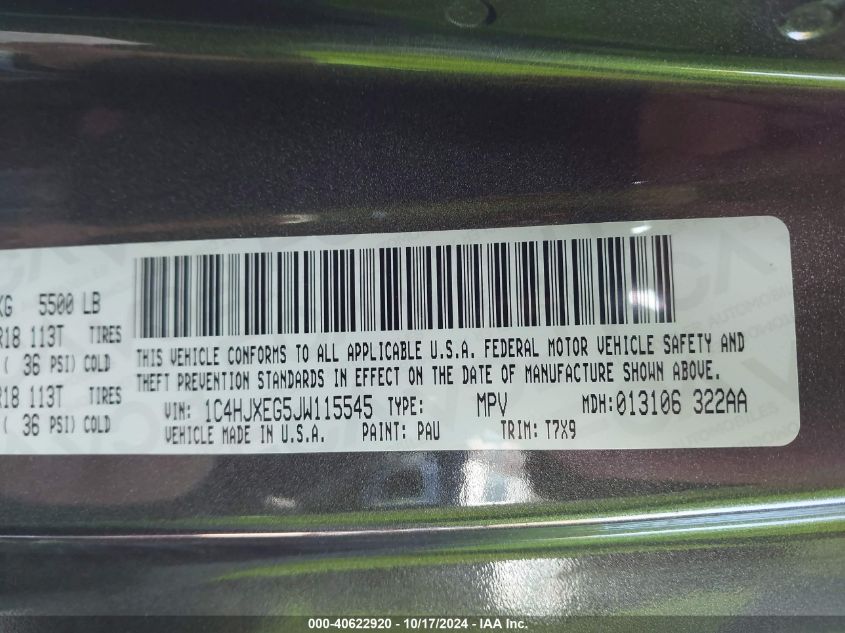 KG 5500 LB
R18 113T TIRES
( 36 PSI) COLD
R18 113T TIRES
( 36 PSI) COLD
THIS VEHICLE CONFORMS TO ALL APPLICABLE U.S.A. FEDERAL MOTOR VEHICLE SAFETY AND
THEFT PREVENTION STANDARDS IN EFFECT ON THE DATE OF MANUFACTURE SHOWN ABOVE.
VIN: 1C4HJXEG5JW115545 TYPE: MPV MDH: 013106 322AA
VEHICLE MADE IN U.S.A. PAINT: PAU TRIM: T7X9
000-40622920 - 10/17/2024 - IAA Inc.